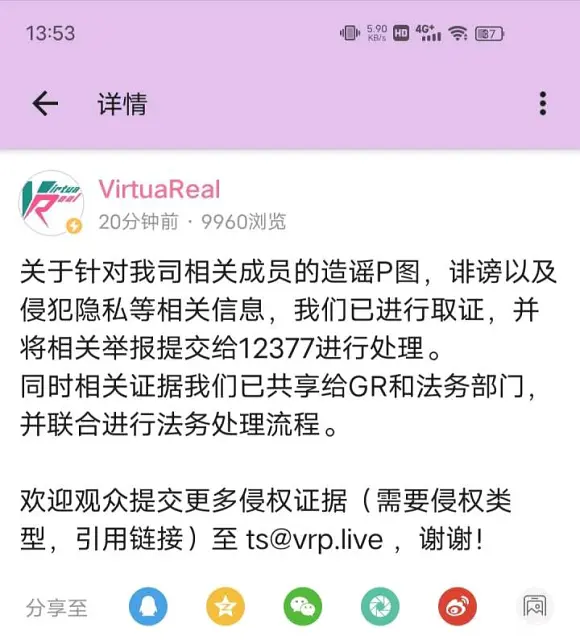 13:53
5.90
KB/s
HD
4G+
87
详情
Virtua
Real
VirtuaReal
20分钟前 · 9960浏览
关于针对我司相关成员的造谣P图，诽谤以及
侵犯隐私等相关信息，我们已进行取证，并
将相关举报提交给12377进行处理。
同时相关证据我们已共享给GR和法务部门，
并联合进行法务处理流程。
欢迎观众提交更多侵权证据（需要侵权类
型，引用链接）至 ts@vrp.live ，谢谢！
分享至